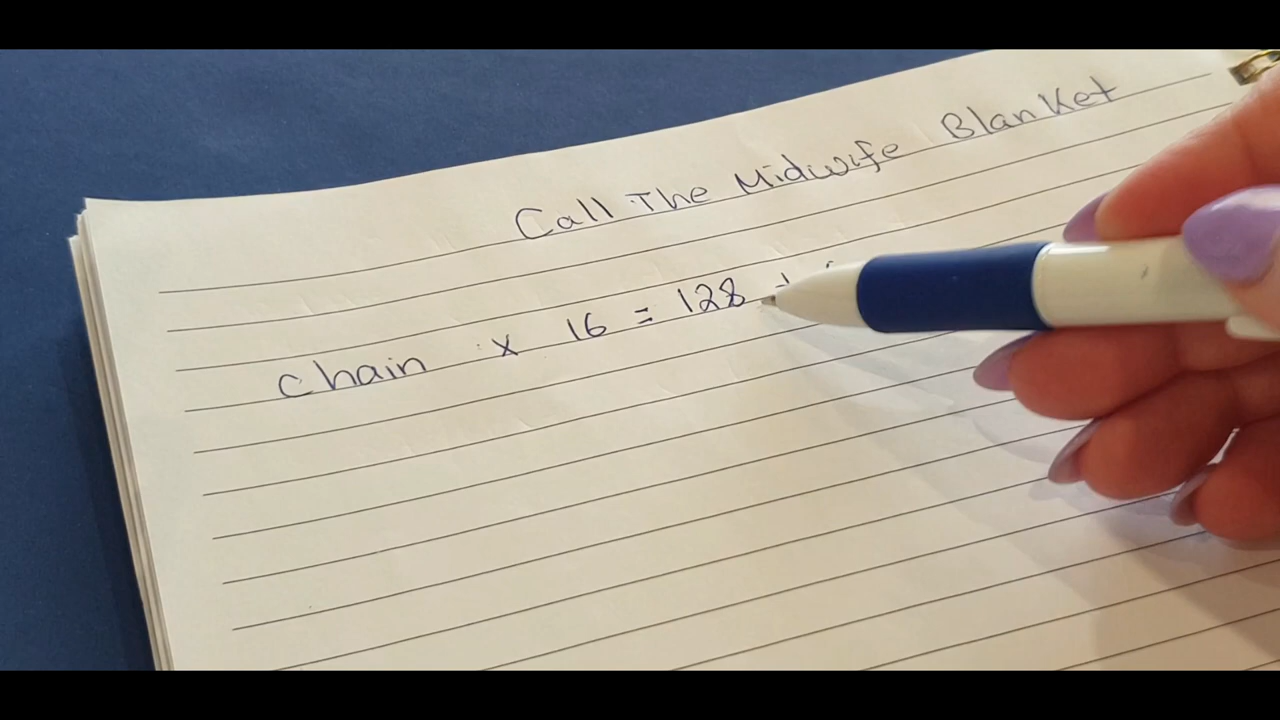 Call The Midwife Blanket
Chain x 16 = 128 +